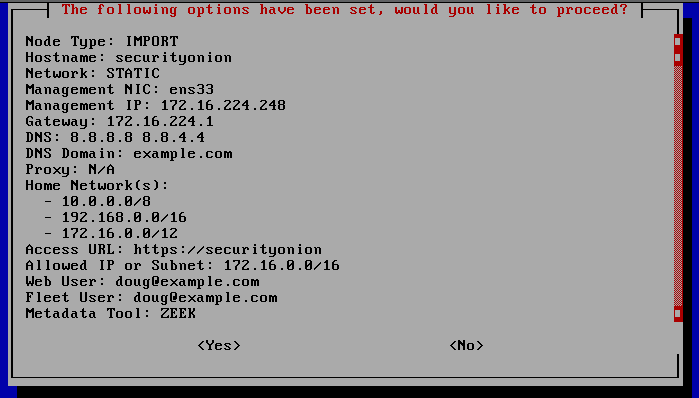 The following options have been set, would you like to proceed?
Node Type: IMPORT
Hostname: securityonion
Network: STATIC
Management NIC: ens33
Management IP: 172.16.224.248
Gateway: 172.16.224.1
DNS: 8.8.8.8 8.8.4.4
DNS Domain: example.com
Proxy: N/A
Home Network(s):
- 10.0.0.0/8
- 192.168.0.0/16
- 172.16.0.0/12
Access URL: https://securityonion
Allowed IP or Subnet: 172.16.0.0/16
Web User: doug@example.com
Fleet User: doug@example.com
Metadata Tool: ZEEK
<Yes> <No>